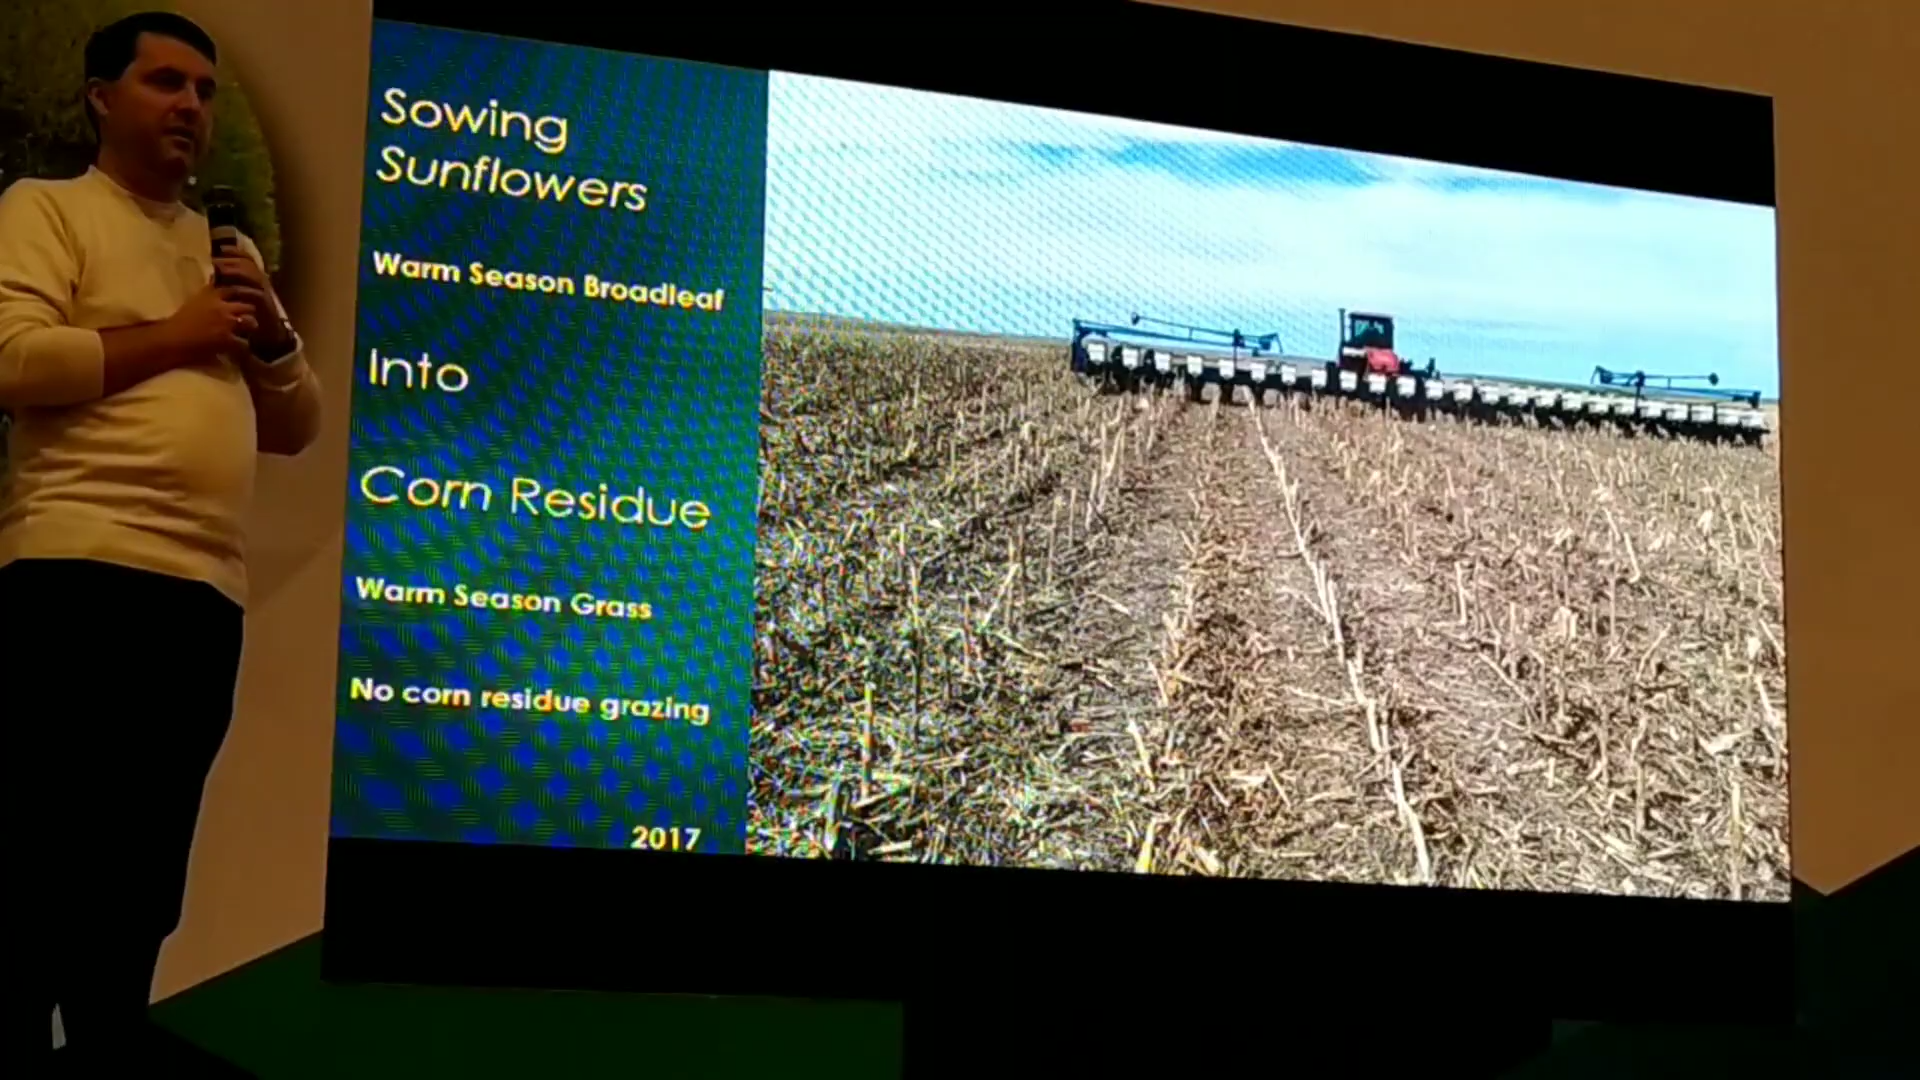 Sowing
Sunflowers
Warm Season Broadleaf
Into
Corn Residue
Warm Season Grass
No corn residue grazing
2017